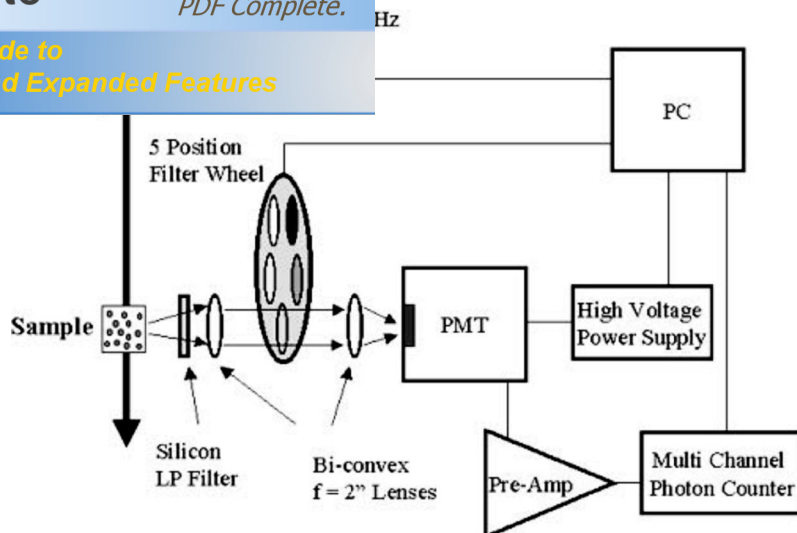 PDF Complete.
Hz
de to
d Expanded Features
PC
5 Position
Filter Wheel
Sample
PMT
High Voltage
Power Supply
Silicon
LP Filter
Bi-convex
f = 2" Lenses
Pre-Amp
Multi Channel
Photon Counter